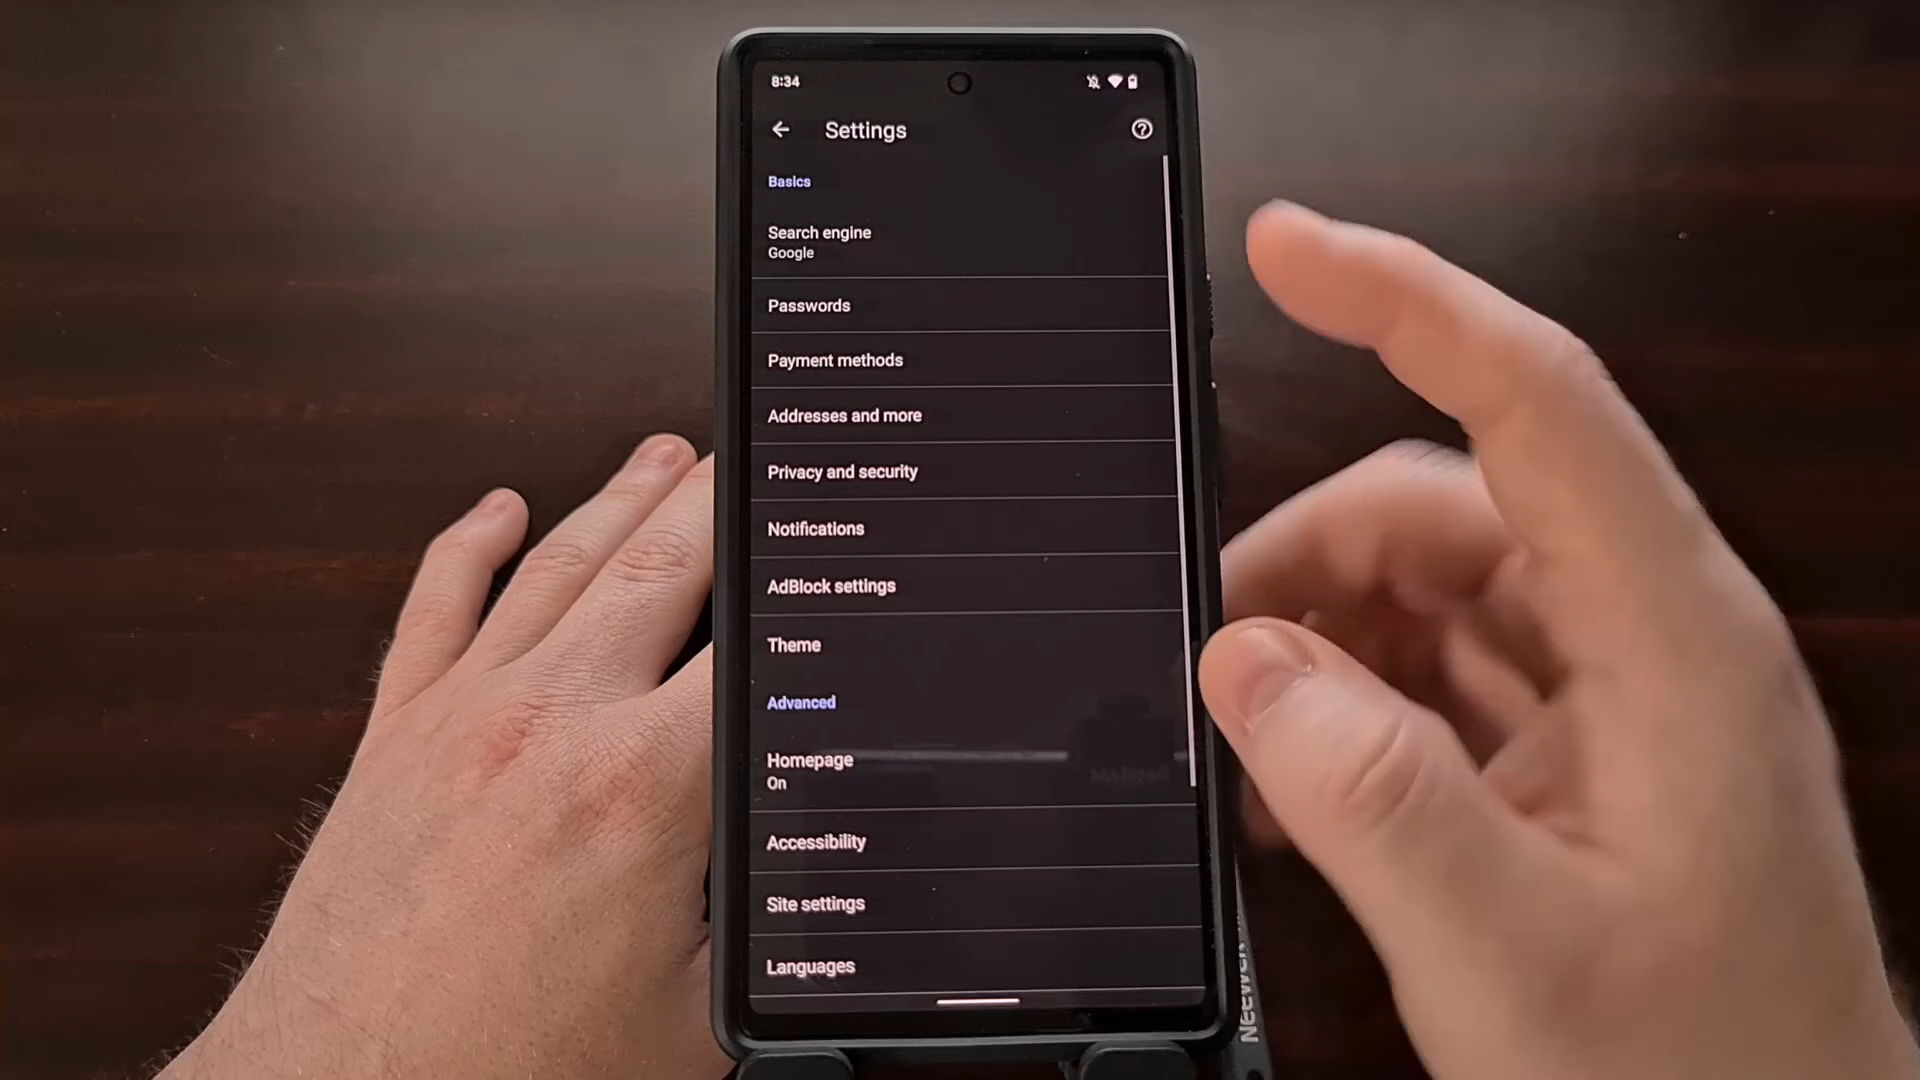 8:34
Settings
Basics
Search engine
Google
Passwords
Payment methods
Addresses and more
Privacy and security
Notifications
AdBlock settings
Theme
Advanced
Homepage
On
Accessibility
Site settings
Languages
NEEWER